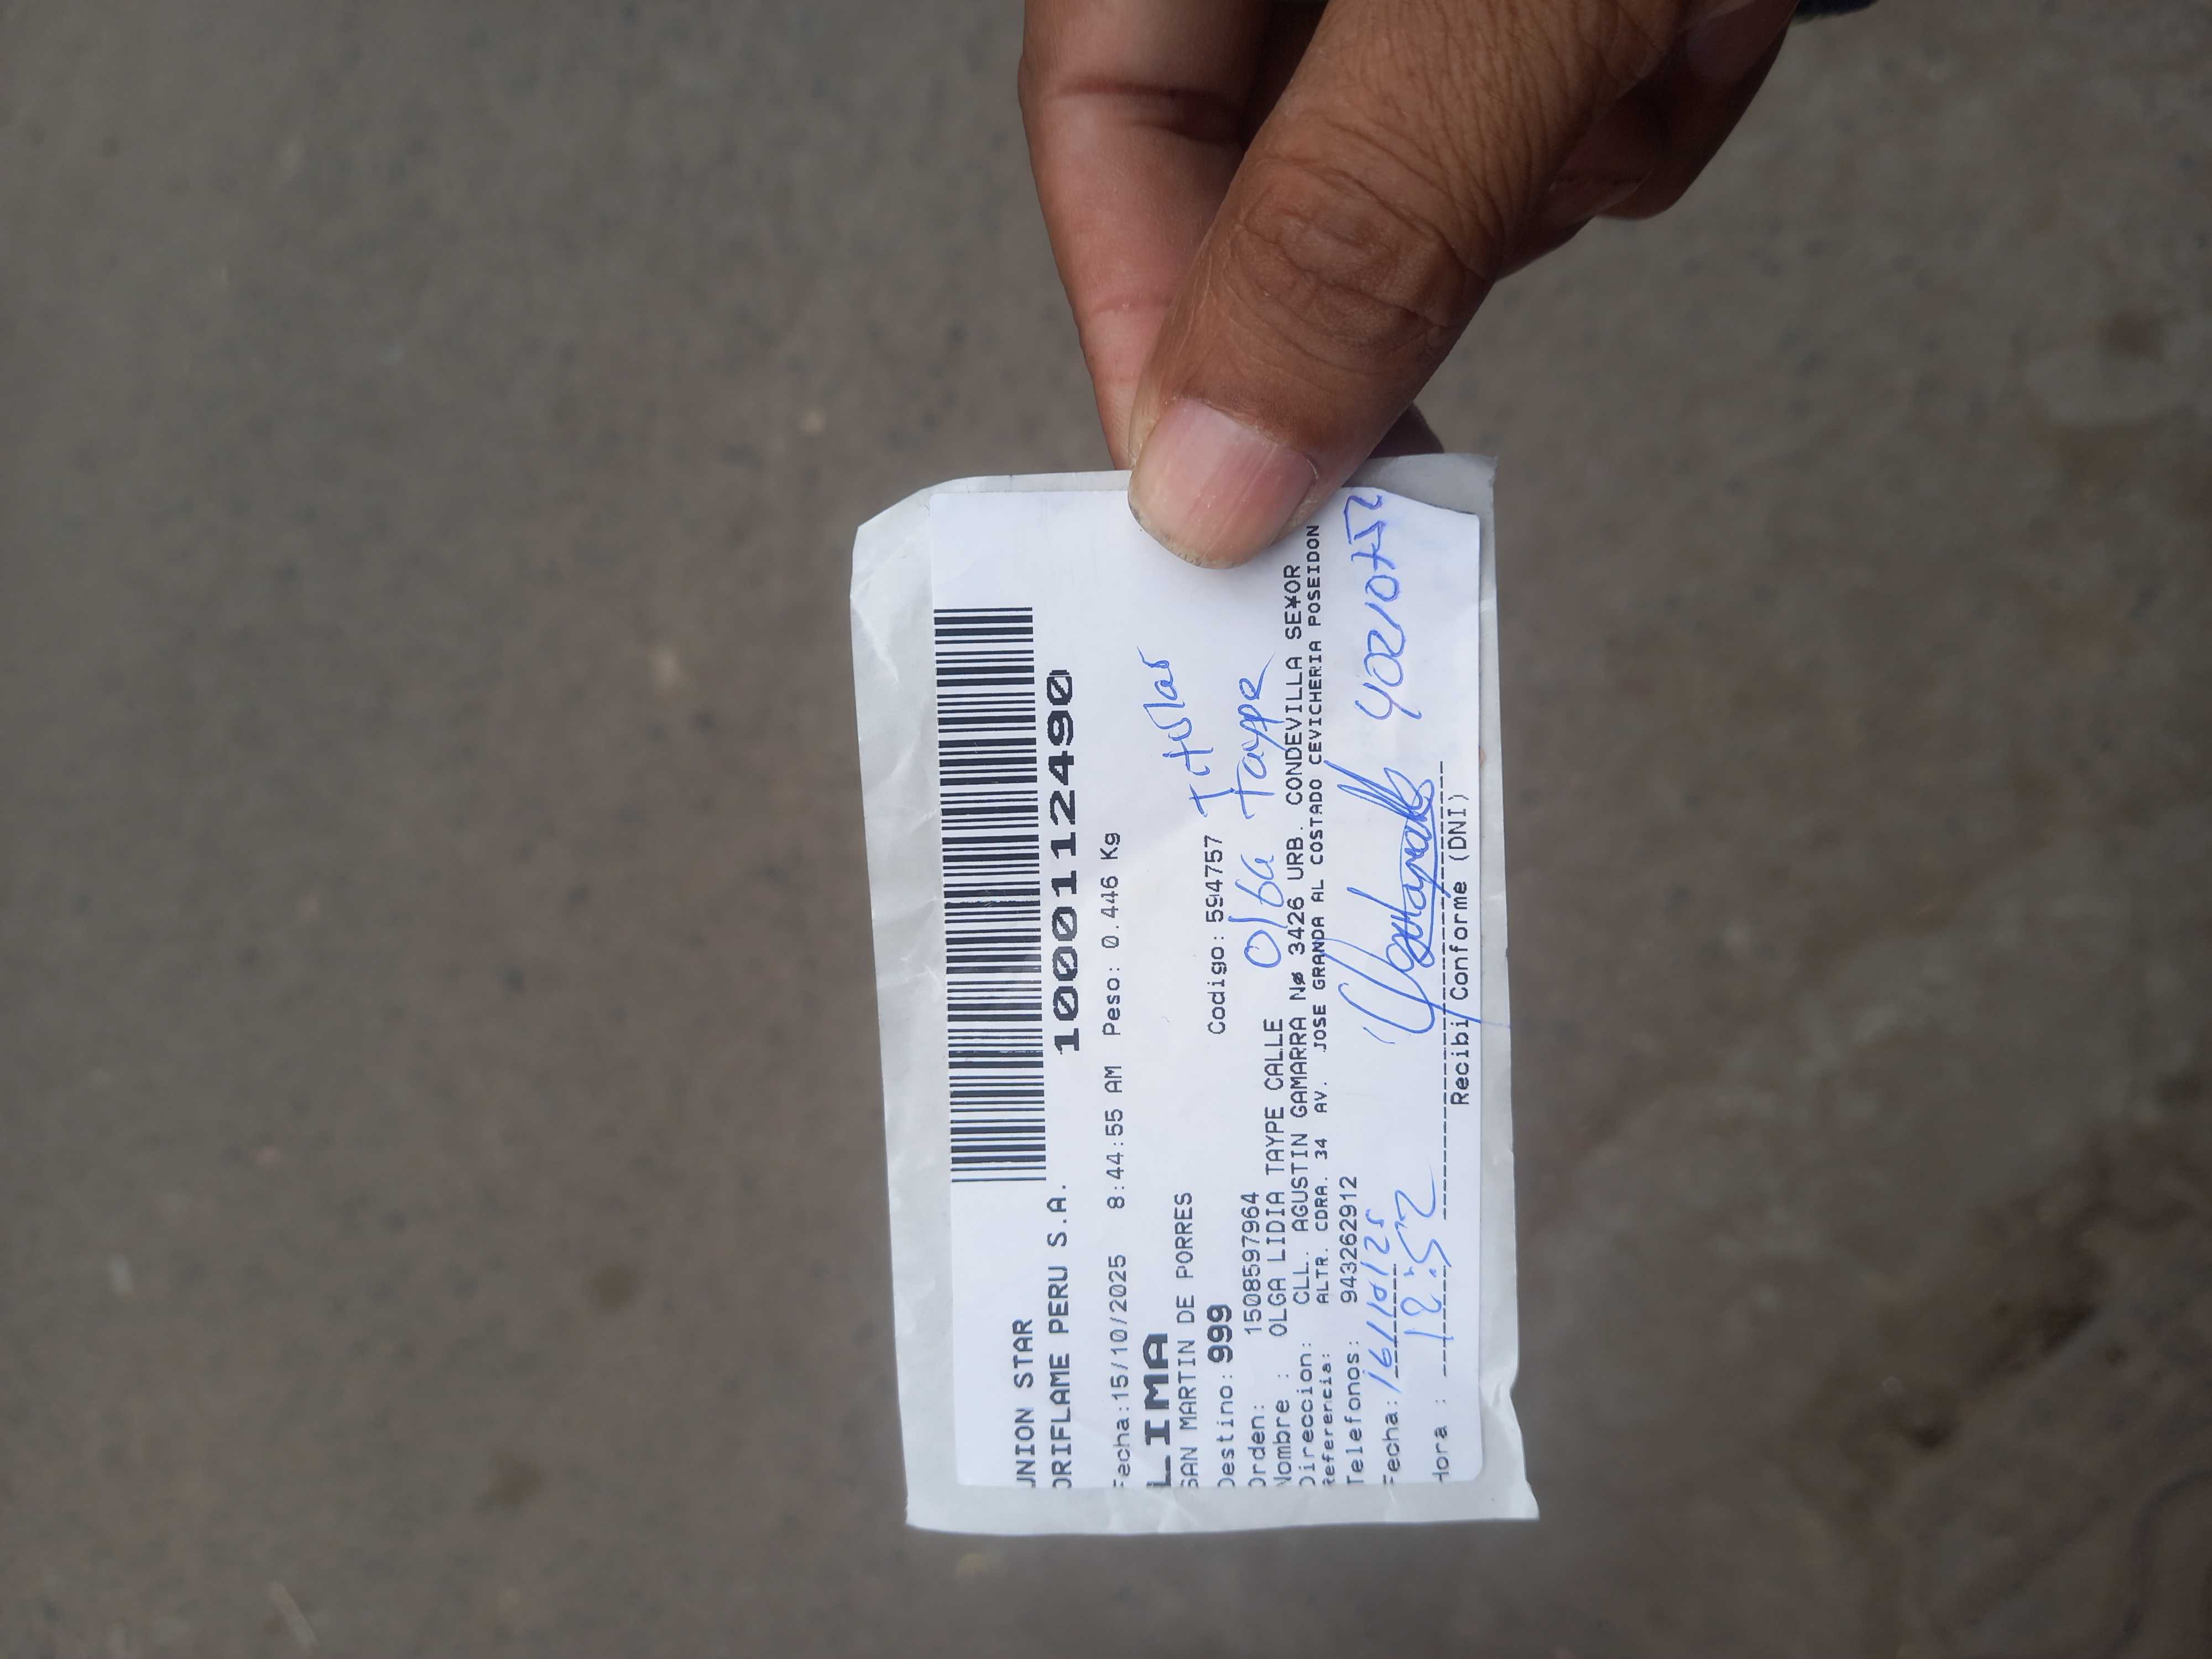 UNION STAR
ORIFLAME PERU S.A.
10001112490
Fecha:15/10/2025 8:44:55 AM Peso: 0.446 Kg
LIMA
SAN MARTIN DE PORRES
Titular
Destino: 999 Codigo: 594757
Orden: 1508597964
Olga Taype
Nombre : OLGA LIDIA TAYPE CALLE
Direccion: CLL. AGUSTIN GAMARRA Nø 3426 URB. CONDEVILLA SE¥OR
Referencia: ALTR. CDRA. 34 AV. JOSE GRANDA AL COSTADO CEVICHERIA POSEIDON
Telefonos: 943262912
Fecha: 16/10/25
Hora : 12:52
Recibi Conforme (DNI)